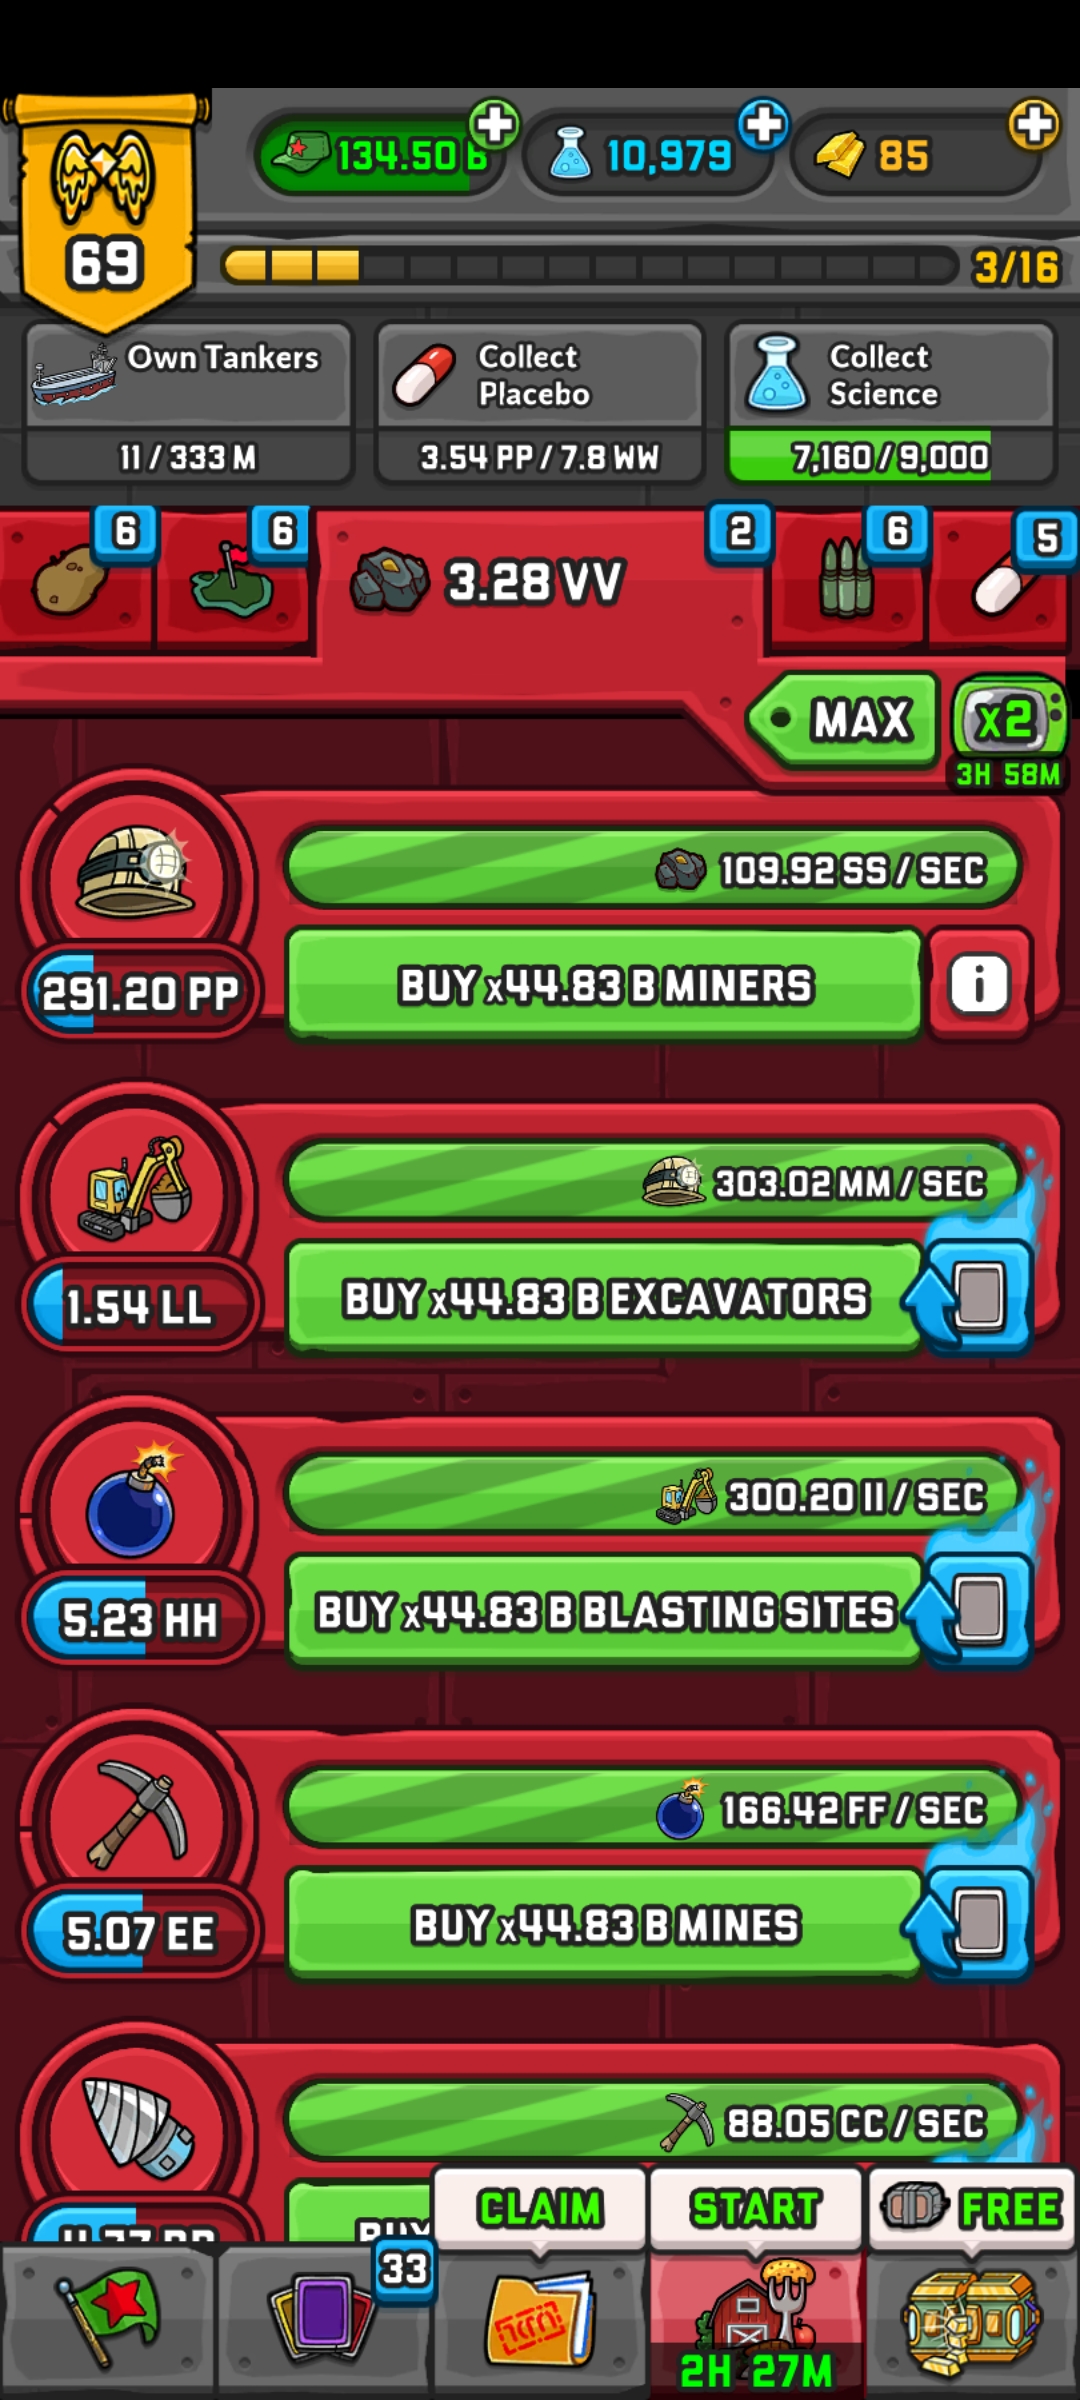 134.50 B
10,979
85
69
3/16
Own Tankers
11 / 333 M
Collect
Placebo
3.54 PP / 7.8 WW
Collect
Science
7,160 / 9,000
6
6
3.28 VV
2
6
5
MAX
x2
3H 58M
109.92 SS / SEC
291.20 PP
BUY x44.83 B MINERS
i
303.02 MM / SEC
1.54 LL
BUY x44.83 B EXCAVATORS
300.20 II / SEC
5.23 HH
BUY x44.83 B BLASTING SITES
166.42 FF / SEC
5.07 EE
BUY x44.83 B MINES
88.05 CC / SEC
BUY
CLAIM
START
FREE
33
2H 27M